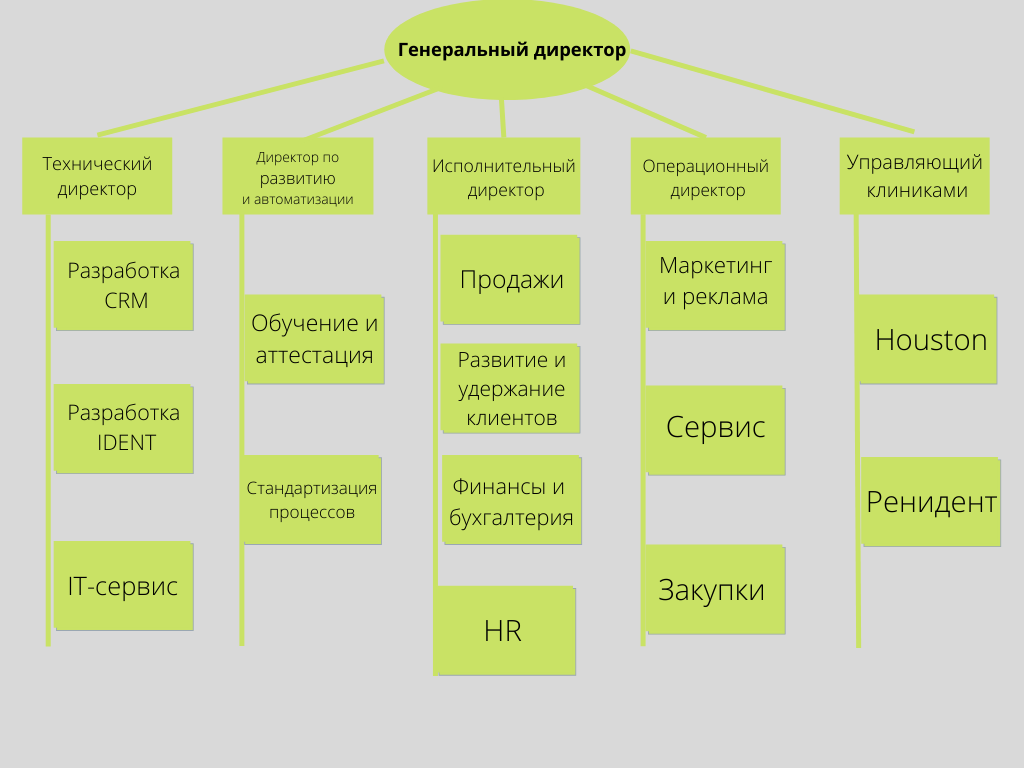 Генеральный директор
Технический
директор
Директор по
развитию
и автоматизации
Исполнительный
директор
Операционный
директор
Управляющий
клиниками
Разработка
CRM
Разработка
IDENT
IT-сервис
Обучение и
аттестация
Стандартизация
процессов
Продажи
Развитие и
удержание
клиентов
Финансы и
бухгалтерия
HR
Маркетинг
и реклама
Сервис
Закупки
Houston
Ренидент